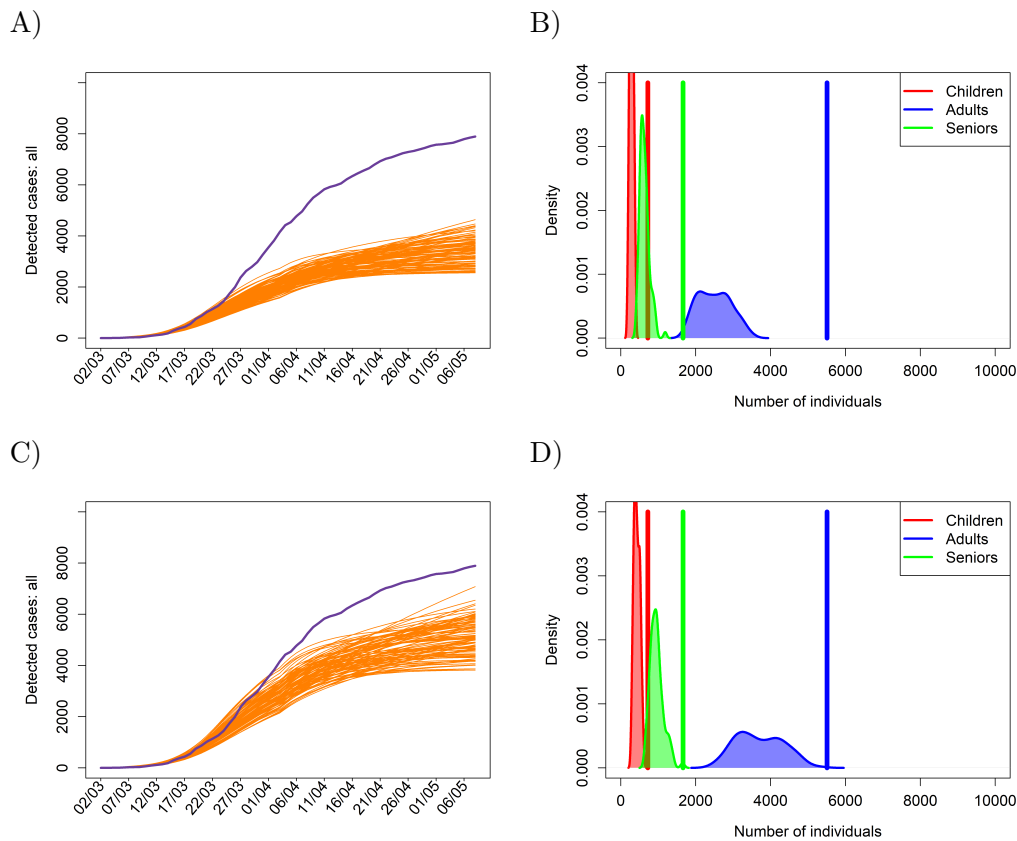 A)
Detected cases: all
8000
6000
4000
2000
0
02/03 07/03 12/03 17/03 22/03 27/03 01/04 06/04 11/04 16/04 21/04 26/04 01/05 06/05
B)
Density
0.004
0.003
0.002
0.001
0.000
Children
Adults
Seniors
0 2000 4000 6000 8000 10000
Number of individuals
C)
Detected cases: all
8000
6000
4000
2000
0
02/03 07/03 12/03 17/03 22/03 27/03 01/04 06/04 11/04 16/04 21/04 26/04 01/05 06/05
D)
Density
0.004
0.003
0.002
0.001
0.000
Children
Adults
Seniors
0 2000 4000 6000 8000 10000
Number of individuals